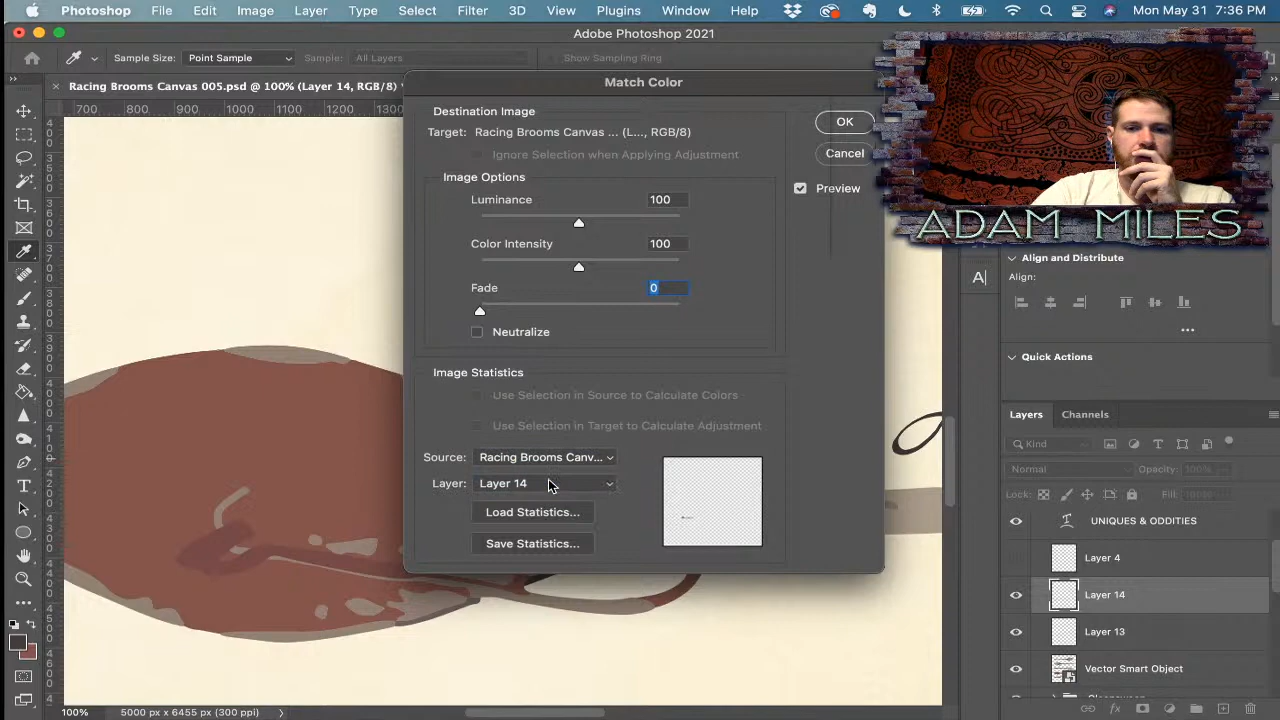 Photoshop File Edit Image Layer Type Select Filter 3D View Plugins Window Help Mon May 31 7:36 PM
Adobe Photoshop 2021
Sample Size: Point Sample Sample: All Layers Show Sampling Ring
Racing Brooms Canvas 005.psd @ 100% (Layer 14, RGB/8)
700 800 900 1000 1100 1200 1300
Match Color
Destination Image
Target: Racing Brooms Canvas ... (L..., RGB/8)
Ignore Selection when Applying Adjustment
OK
Cancel
Preview
Image Options
Luminance 100
Color Intensity 100
Fade 0
Neutralize
Image Statistics
Use Selection in Source to Calculate Colors
Use Selection in Target to Calculate Adjustment
Source: Racing Brooms Canv...
Layer: Layer 14
Load Statistics...
Save Statistics...
ADAM MILES
Align and Distribute
Align:
Quick Actions
Layers Channels
Kind
Normal Opacity: 100%
Lock: Fill: 100%
UNIQUES & ODDITIES
Layer 4
Layer 14
Layer 13
Vector Smart Object
100% 5000 px x 6455 px (300 ppi)